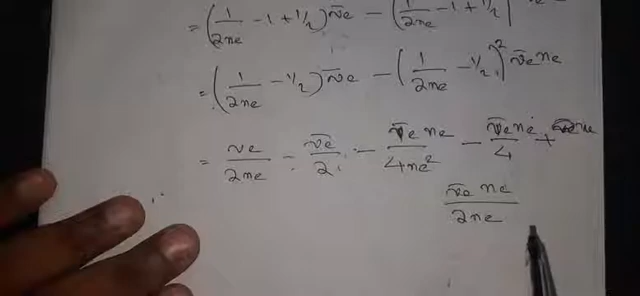 = (1/2ne - 1 + 1/2) v̄e - (1/2ne - 1 + 1/2)
= (1/2ne - 1/2) v̄e - (1/2ne - 1/2)² v̄e ne
= ve/2ne - v̄e/2 - v̄e ne/4ne² - v̄e ne/4 +
v̄e ne/2ne